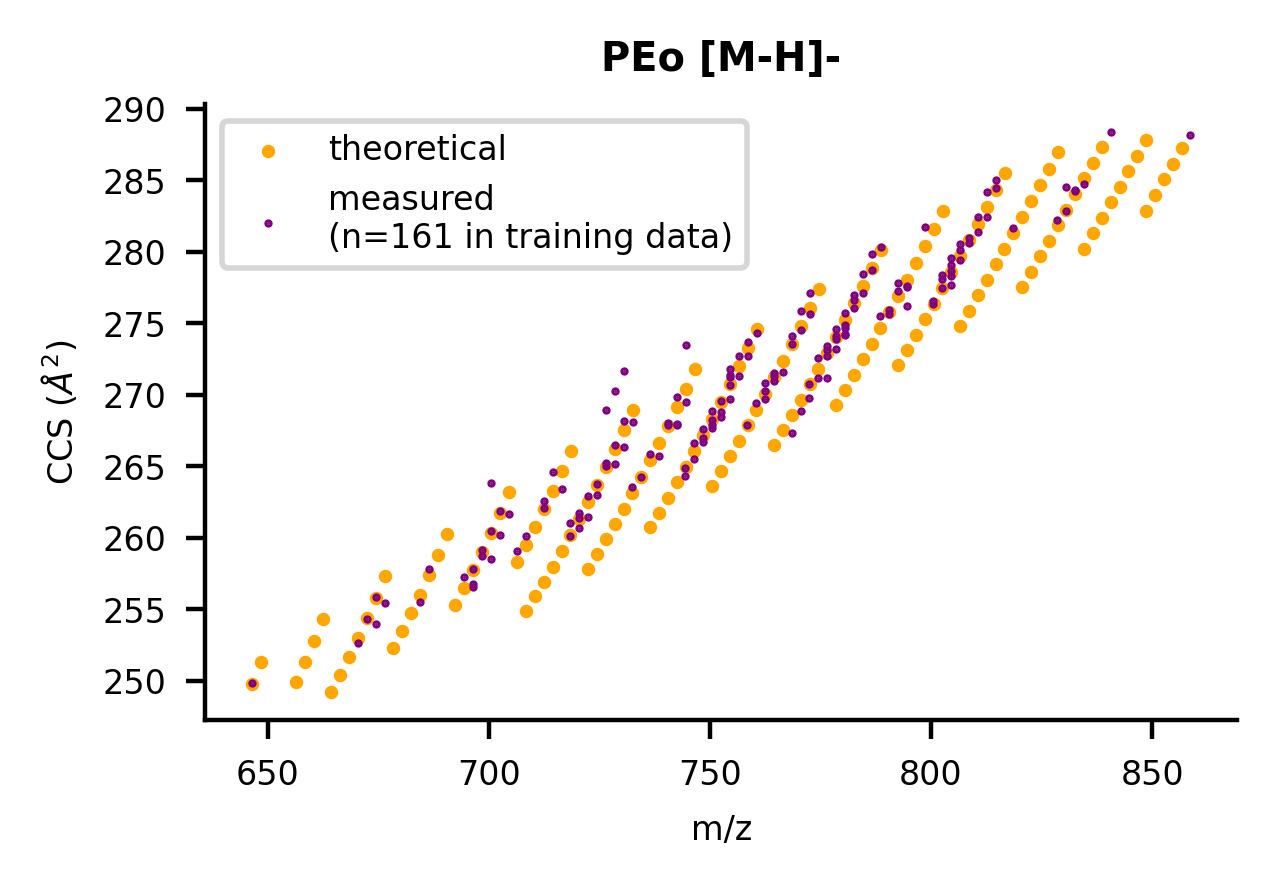 PEo [M-H]-
theoretical
measured
(n=161 in training data)
CCS (Å²)
290
285
280
275
270
265
260
255
250
650
700
750
800
850
m/z